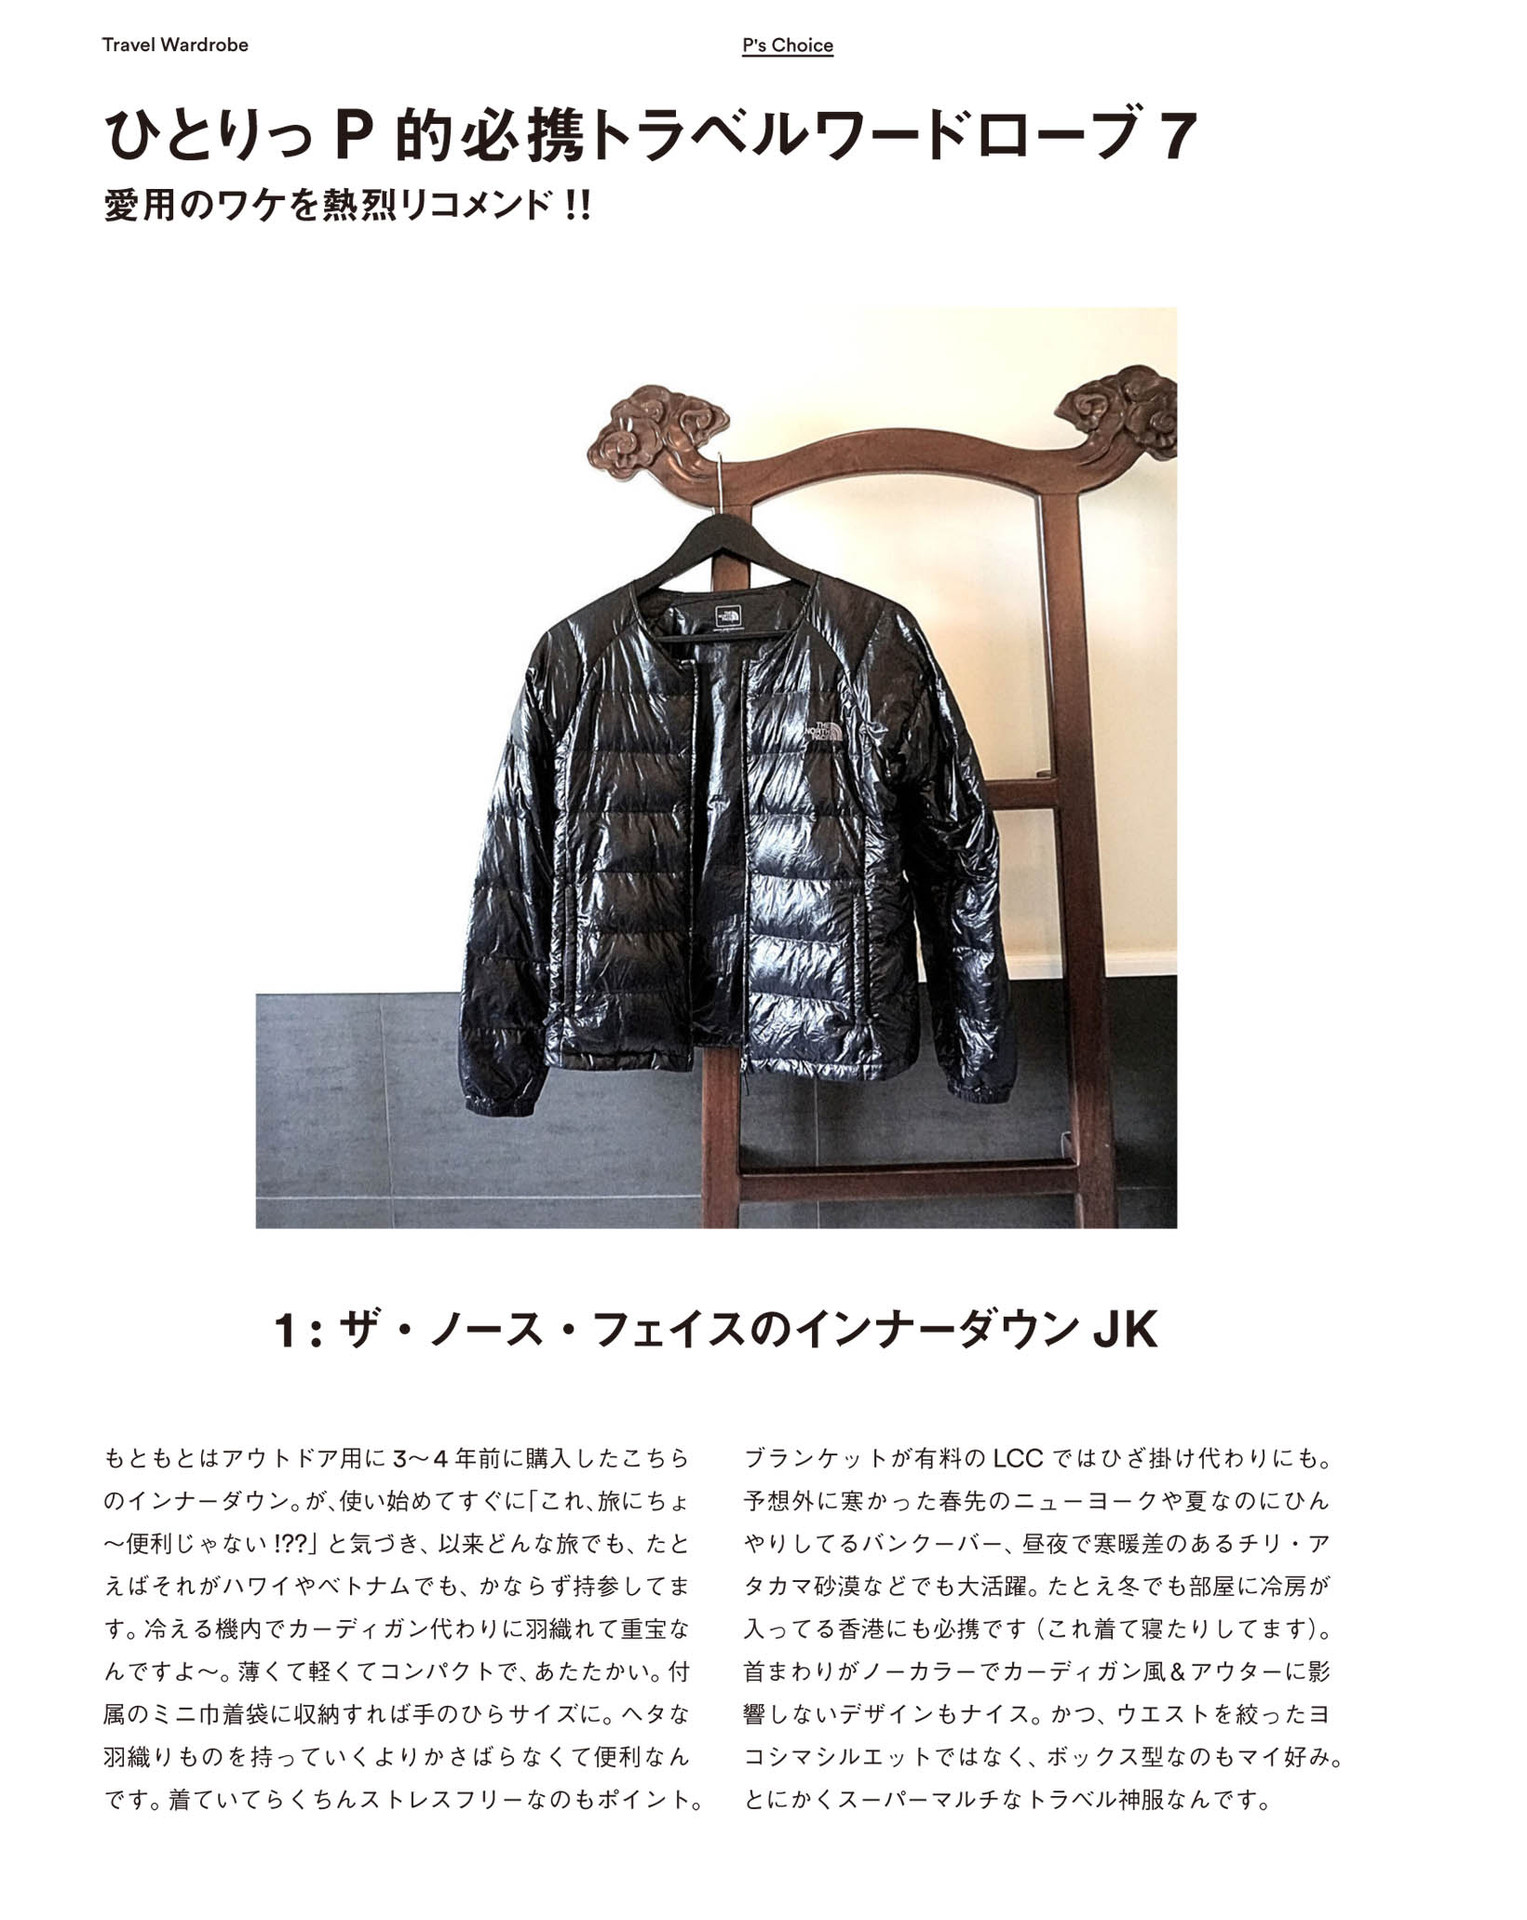 Travel Wardrobe
P's Choice
ひとりっP的必携トラベルワードローブ7
愛用のワケを熱烈リコメンド!!
THE NORTH FACE
THE
NORTH
FACE
1: ザ・ノース・フェイスのインナーダウンJK
もともとはアウトドア用に3〜4年前に購入したこちら
のインナーダウン。が、使い始めてすぐに「これ、旅にちょ
〜便利じゃない!??」と気づき、以来どんな旅でも、たと
えばそれがハワイやベトナムでも、かならず持参してま
す。冷える機内でカーディガン代わりに羽織れて重宝な
んですよ〜。薄くて軽くてコンパクトで、あたたかい。付
属のミニ巾着袋に収納すれば手のひらサイズに。ヘタな
羽織りものを持っていくよりかさばらなくて便利なん
です。着ていてらくちんストレスフリーなのもポイント。
ブランケットが有料のLCCではひざ掛け代わりにも。
予想外に寒かった春先のニューヨークや夏なのにひん
やりしてるバンクーバー、昼夜で寒暖差のあるチリ・ア
タカマ砂漠などでも大活躍。たとえ冬でも部屋に冷房が
入ってる香港にも必携です(これ着て寝たりしてます)。
首まわりがノーカラーでカーディガン風&アウターに影
響しないデザインもナイス。かつ、ウエストを絞ったヨ
コシマシルエットではなく、ボックス型なのもマイ好み。
とにかくスーパーマルチなトラベル神服なんです。